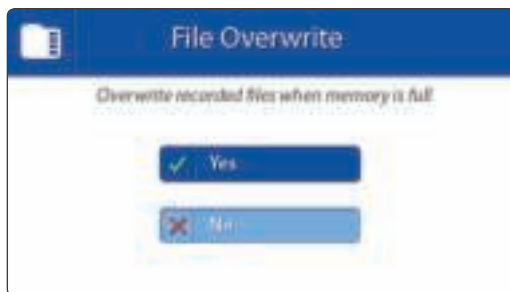 File Overwrite
Overwrite recorded files when memory is full
Yes
No